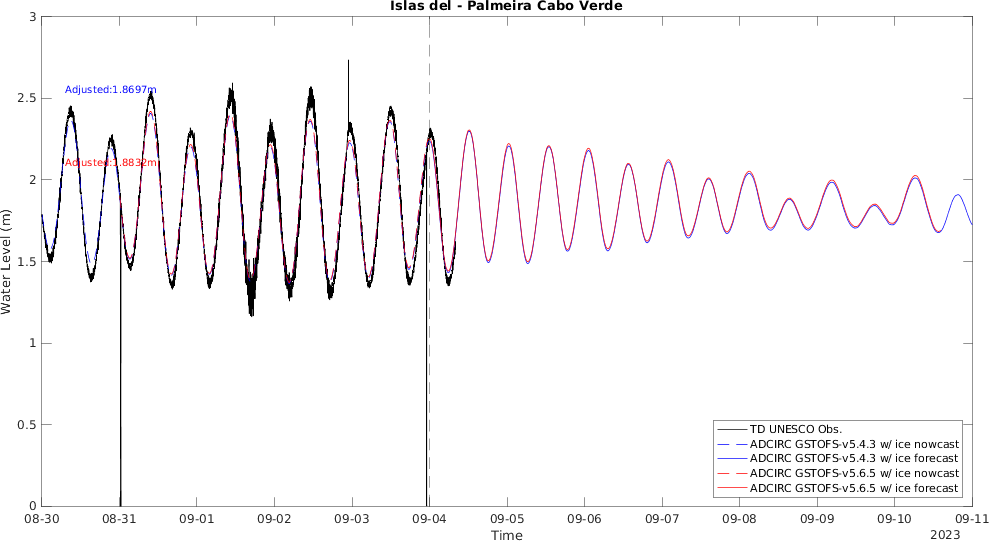 Islas del - Palmeira Cabo Verde
3
2.5
2
1.5
1
0.5
0
Water Level (m)
Adjusted:1.8697m
Adjusted:1.8832m
TD UNESCO Obs.
ADCIRC GSTOFS-v5.4.3 w/ ice nowcast
ADCIRC GSTOFS-v5.4.3 w/ ice forecast
ADCIRC GSTOFS-v5.6.5 w/ ice nowcast
ADCIRC GSTOFS-v5.6.5 w/ ice forecast
08-30 08-31 09-01 09-02 09-03 09-04 09-05 09-06 09-07 09-08 09-09 09-10 09-11
Time
2023